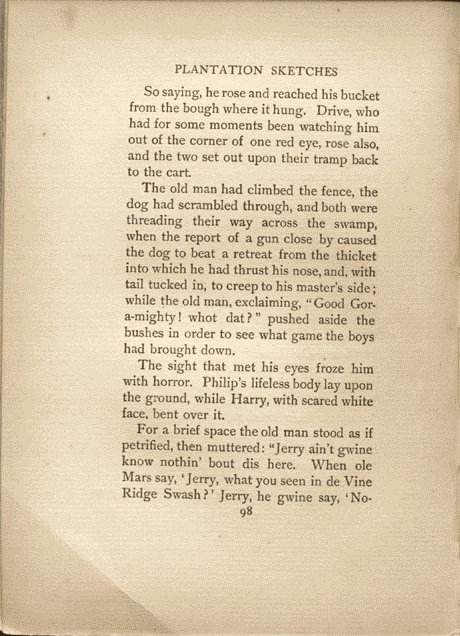 PLANTATION SKETCHES
So saying, he rose and reached his bucket
from the bough where it hung. Drive, who
had for some moments been watching him
out of the corner of one red eye, rose also,
and the two set out upon their tramp back
to the cart.
The old man had climbed the fence, the
dog had scrambled through, and both were
threading their way across the swamp,
when the report of a gun close by caused
the dog to beat a retreat from the thicket
into which he had thrust his nose, and, with
tail tucked in, to creep to his master's side;
while the old man, exclaiming, "Good Gor-
a-mighty! whot dat?" pushed aside the
bushes in order to see what game the boys
had brought down.
The sight that met his eyes froze him
with horror. Philip's lifeless body lay upon
the ground, while Harry, with scared white
face, bent over it.
For a brief space the old man stood as if
petrified, then muttered: "Jerry ain't gwine
know nothin' bout dis here. When ole
Mars say, 'Jerry, what you seen in de Vine
Ridge Swash?' Jerry, he gwine say, 'No-
98